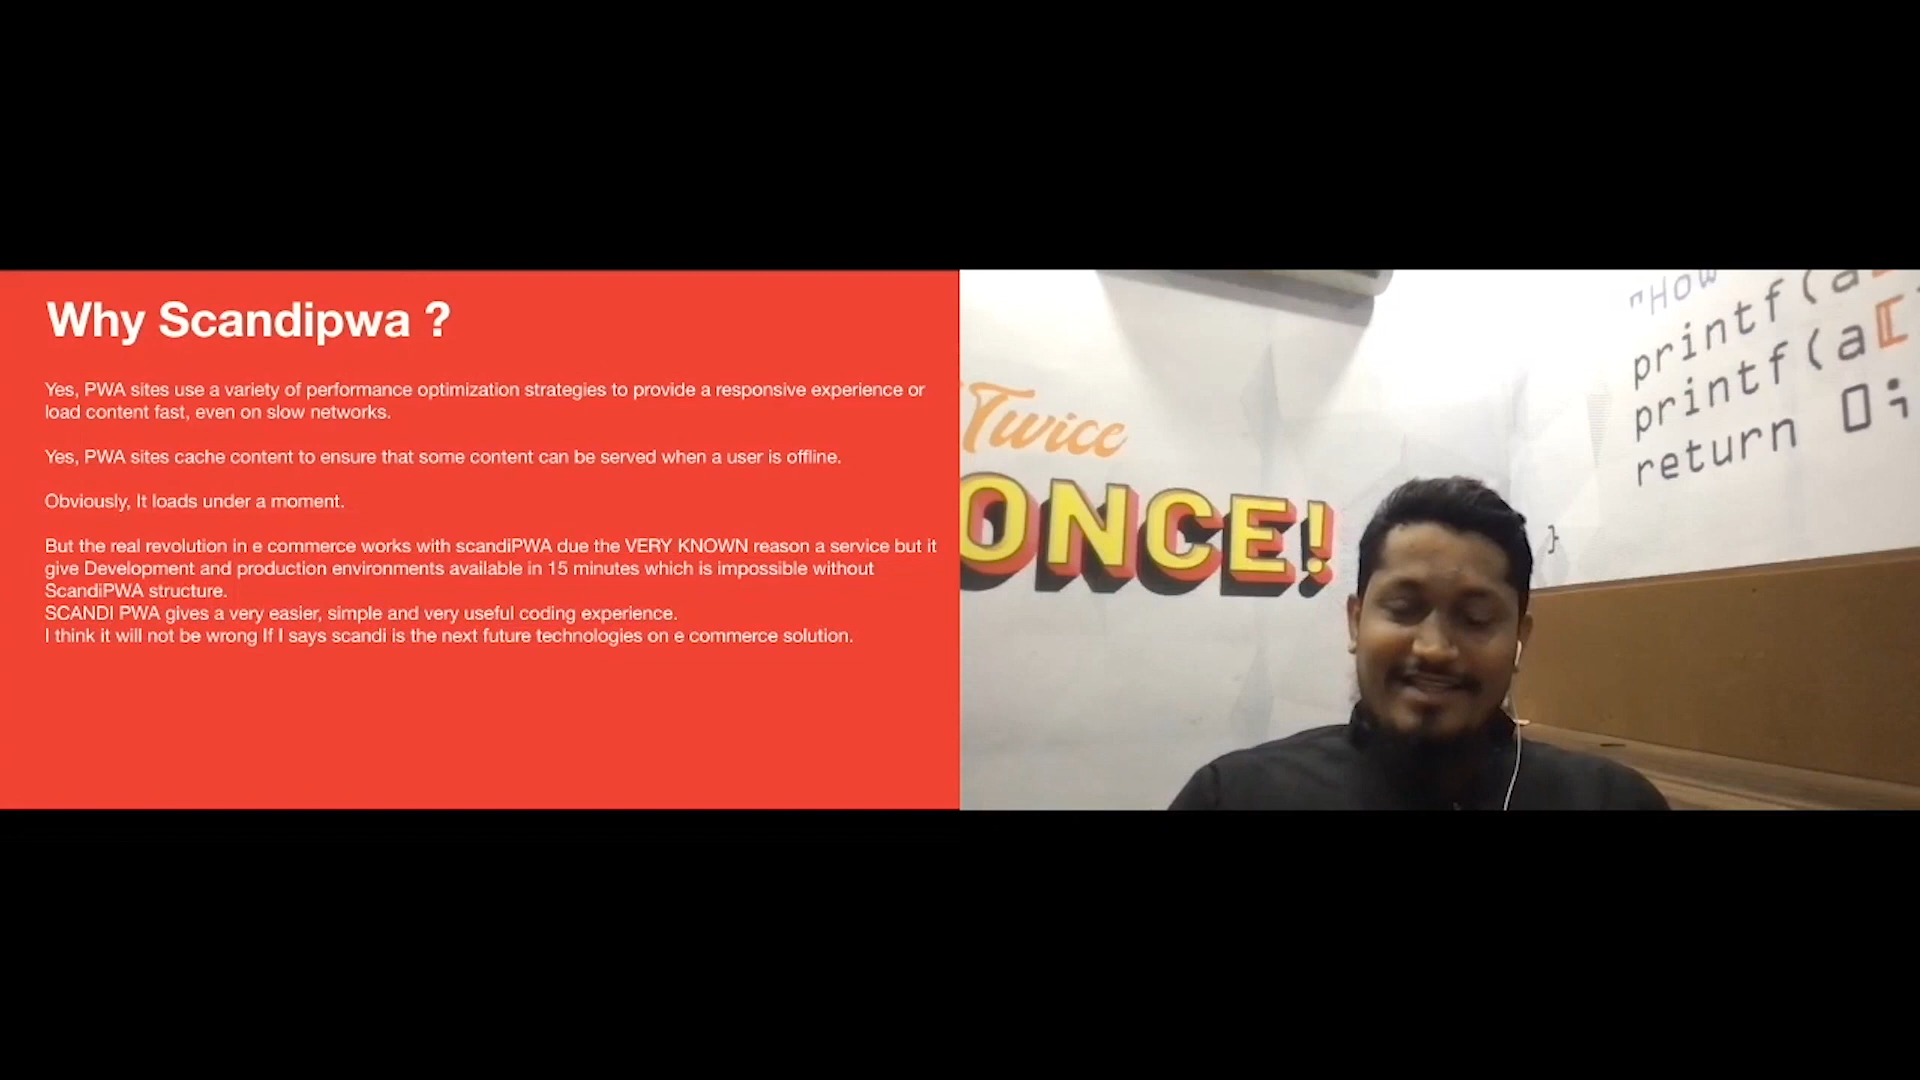 Why Scandipwa ?
Yes, PWA sites use a variety of performance optimization strategies to provide a responsive experience or
load content fast, even on slow networks.
Yes, PWA sites cache content to ensure that some content can be served when a user is offline.
Obviously, It loads under a moment.
But the real revolution in e commerce works with scandiPWA due the VERY KNOWN reason a service but it
give Development and production environments available in 15 minutes which is impossible without
ScandiPWA structure.
SCANDI PWA gives a very easier, simple and very useful coding experience.
I think it will not be wrong If I says scandi is the next future technologies on e commerce solution.
Twice
ONCE!
"How
printf(a[
printf(a[
return 0;
}